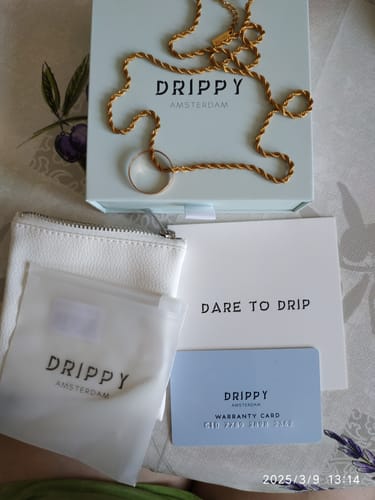 DRIPPY
AMSTERDAM
DARE TO DRIP
DRIPPY
AMSTERDAM
DRIPPY
AMSTERDAM
WARRANTY CARD
2025/3/9 13:14